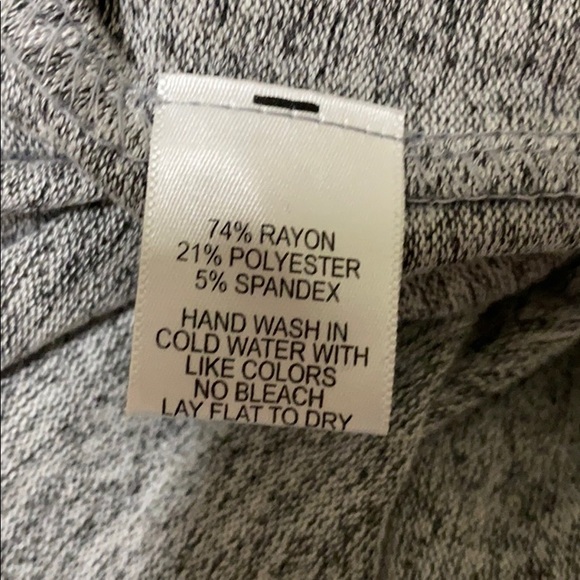 74% RAYON
21% POLYESTER
5% SPANDEX
HAND WASH IN
COLD WATER WITH
LIKE COLORS
NO BLEACH
LAY FLAT TO DRY